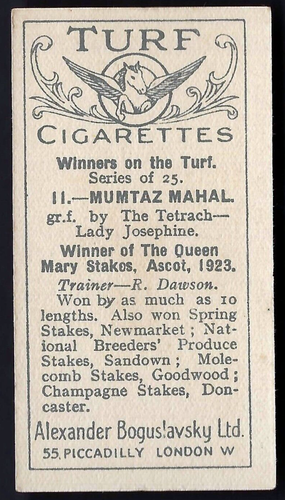 TURF
CIGARETTES
Winners on the Turf.
Series of 25.
11.—MUMTAZ MAHAL.
gr.f. by The Tetrach—
Lady Josephine.
Winner of The Queen
Mary Stakes, Ascot, 1923.
Trainer—R. Dawson.
Won by as much as 10
lengths. Also won Spring
Stakes, Newmarket; Nat-
ional Breeders' Produce
Stakes, Sandown; Mole-
comb Stakes, Goodwood;
Champagne Stakes, Don-
caster.
Alexander Boguslavsky Ltd.
55, PICCADILLY LONDON W